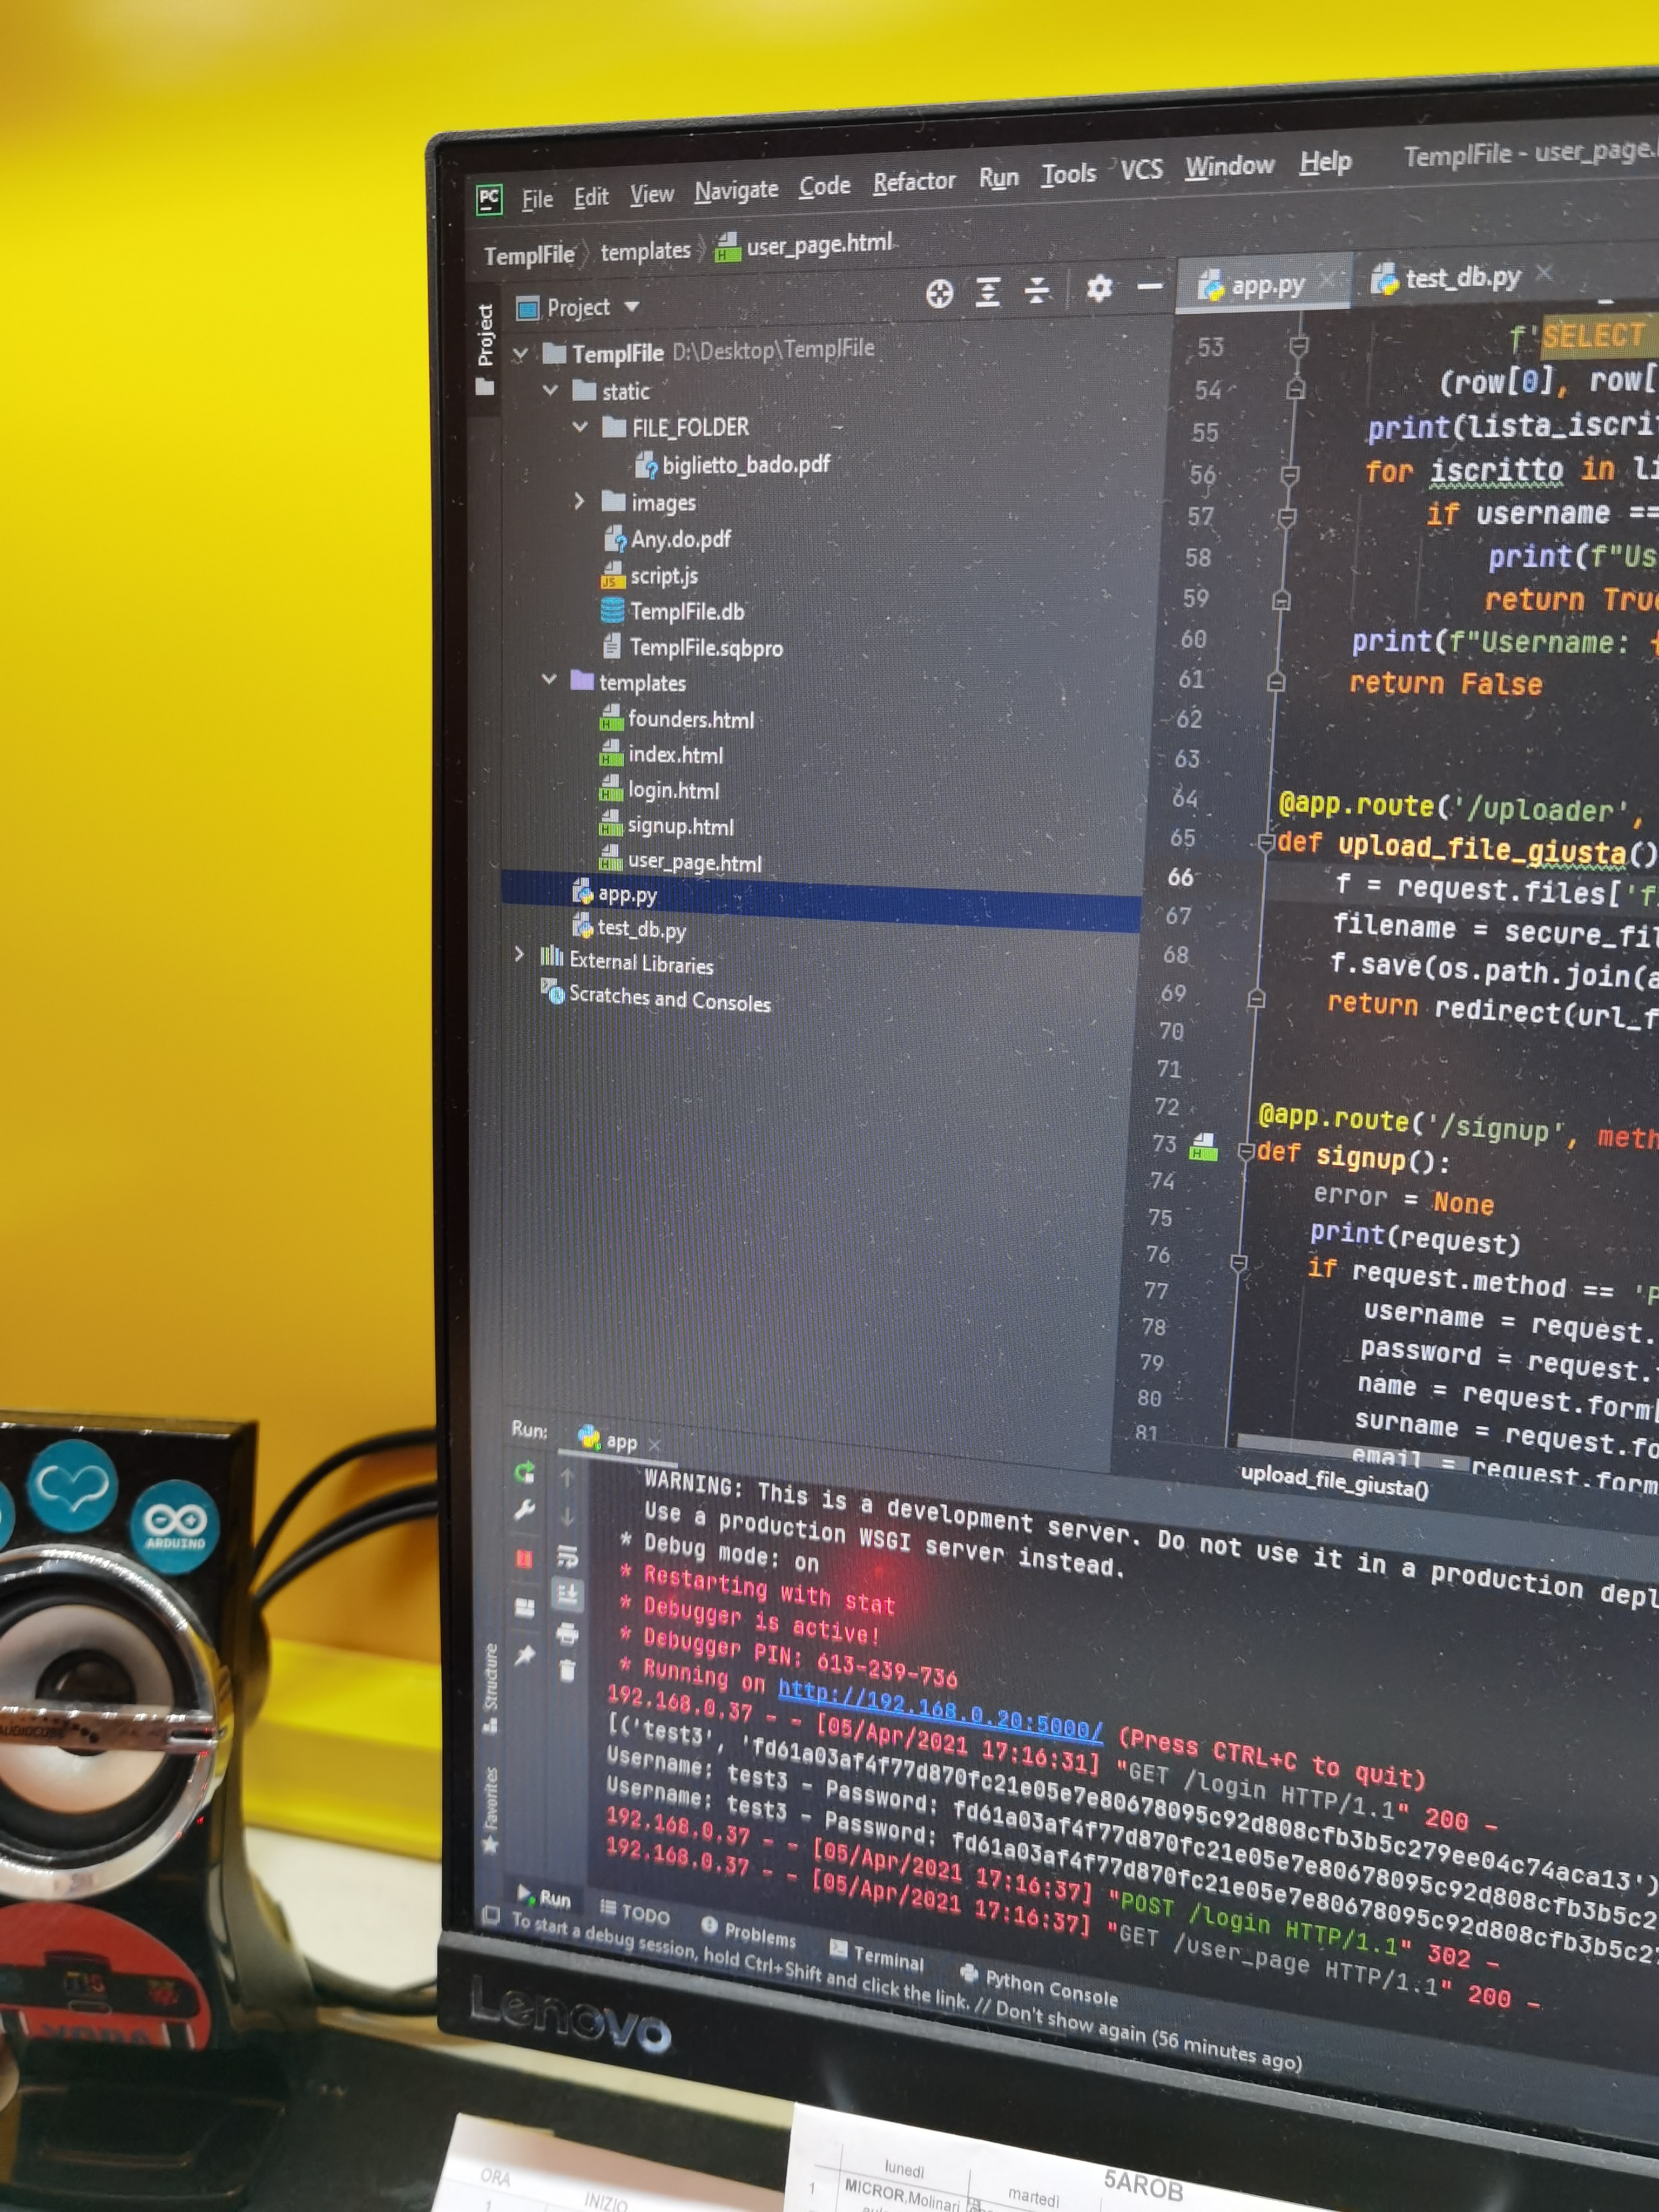 PC File Edit View Navigate Code Refactor Run Tools VCS Window Help TemplFile - user_page.
TemplFile templates user_page.html
Project
Project
app.py
test_db.py
TemplFile D:\Desktop\TemplFile
static
FILE_FOLDER
biglietto_bado.pdf
images
Any.do.pdf
script.js
TemplFile.db
TemplFile.sqbpro
templates
founders.html
index.html
login.html
signup.html
user_page.html
app.py
test_db.py
External Libraries
Scratches and Consoles
53 f'SELECT
54 (row[0], row[
55 print(lista_iscri
56 for iscritto in li
57 if username ==
58 print(f"Us
59 return Tru
60 print(f"Username:
61 return False
62
63
64 @app.route('/uploader',
65 def upload_file_giusta()
66 f = request.files['f
67 filename = secure_fil
68 f.save(os.path.join(a
69 return redirect(url_f
70
71
72 @app.route('/signup', meth
73 def signup():
74 error = None
75 print(request)
76 if request.method == 'P
77 username = request.
78 password = request.
79 name = request.form[
80 surname = request.fo
81 email = request.form
upload_file_giusta()
Run: app
WARNING: This is a development server. Do not use it in a production depl
Use a production WSGI server instead.
* Debug mode: on
* Restarting with stat
* Debugger is active!
* Debugger PIN: 613-239-736
* Running on http://192.168.0.20:5000/ (Press CTRL+C to quit)
192.168.0.37 - - [05/Apr/2021 17:16:31] "GET /login HTTP/1.1" 200 -
[('test3', 'fd61a03af4f77d870fc21e05e7e80678095c92d808cfb3b5c279ee04c74aca13')
Username: test3 - Password: fd61a03af4f77d870fc21e05e7e80678095c92d808cfb3b5c2
Username: test3 - Password: fd61a03af4f77d870fc21e05e7e80678095c92d808cfb3b5c27
192.168.0.37 - - [05/Apr/2021 17:16:37] "POST /login HTTP/1.1" 302 -
192.168.0.37 - - [05/Apr/2021 17:16:37] "GET /user_page HTTP/1.1" 200 -
Structure
Favorites
Run TODO Problems Terminal Python Console
To start a debug session, hold Ctrl+Shift and click the link. // Don't show again (56 minutes ago)
Lenovo
ARDUINO
ORA
INIZIO
1
5AROB
lunedì
martedì
1
MICROR,Molinari